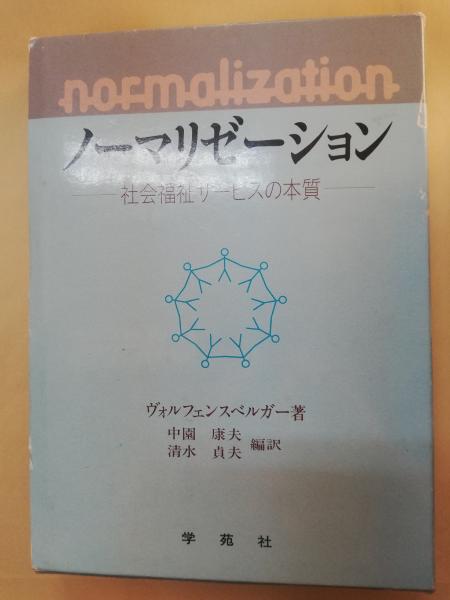 normalization
ノーマリゼーション
社会福祉サービスの本質
ヴォルフェンスベルガー著
中園 康夫
清水 貞夫 編訳
学苑社